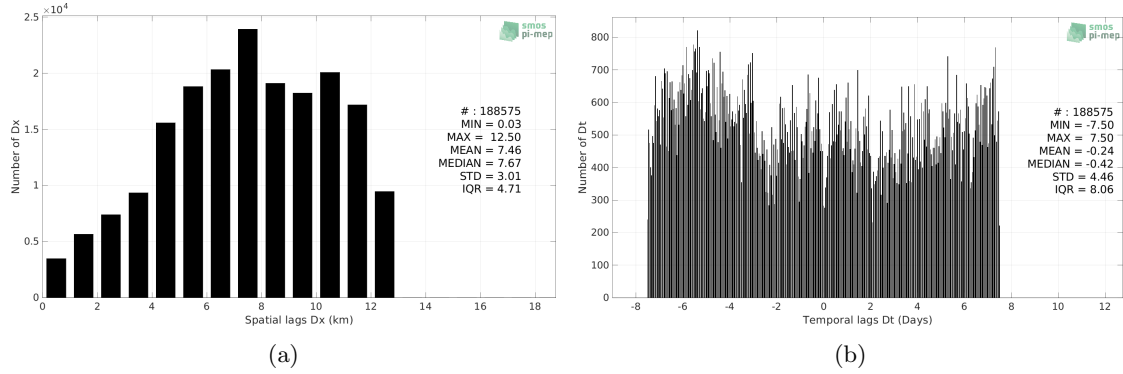 ×10⁴
2.5
2
1.5
1
0.5
0
Number of Dx
smos
pi-mep
# : 188575
MIN = 0.03
MAX = 12.50
MEAN = 7.46
MEDIAN = 7.67
STD = 3.01
IQR = 4.71
0 2 4 6 8 10 12 14 16 18
Spatial lags Dx (km)
(a)
800
700
600
500
400
300
200
100
0
Number of Dt
smos
pi-mep
# : 188575
MIN = -7.50
MAX = 7.50
MEAN = -0.24
MEDIAN = -0.42
STD = 4.46
IQR = 8.06
-6 -4 -2 0 2 4 6 8 10 12
Temporal lags Dt (Days)
(b)